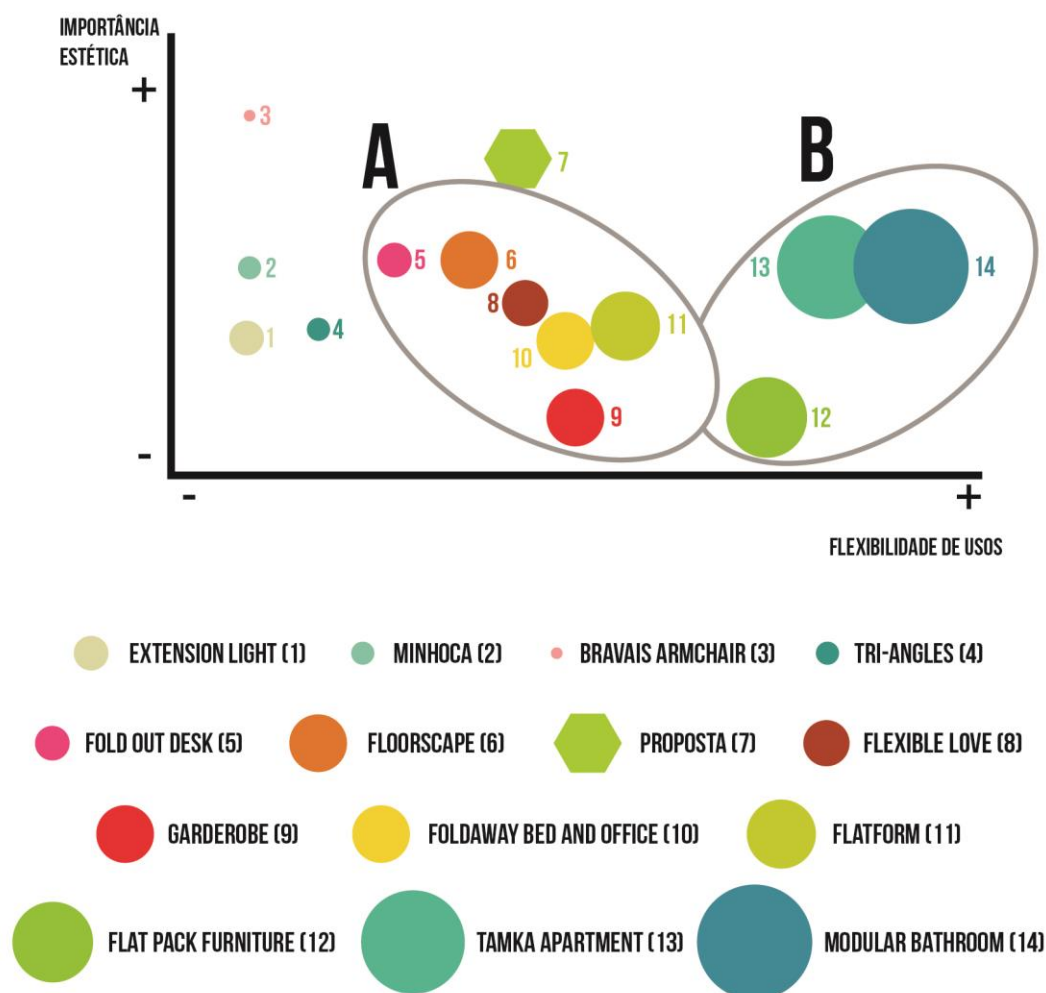 IMPORTÂNCIA
ESTÉTICA
+
3
A
7
B
2
5
6
13
14
8
1
4
11
10
9
12
-
-
+
FLEXIBILIDADE DE USOS
EXTENSION LIGHT (1)
MINHOCA (2)
BRAVAIS ARMCHAIR (3)
TRI-ANGLES (4)
FOLD OUT DESK (5)
FLOORSCAPE (6)
PROPOSTA (7)
FLEXIBLE LOVE (8)
GARDEROBE (9)
FOLDAWAY BED AND OFFICE (10)
FLATFORM (11)
FLAT PACK FURNITURE (12)
TAMKA APARTMENT (13)
MODULAR BATHROOM (14)